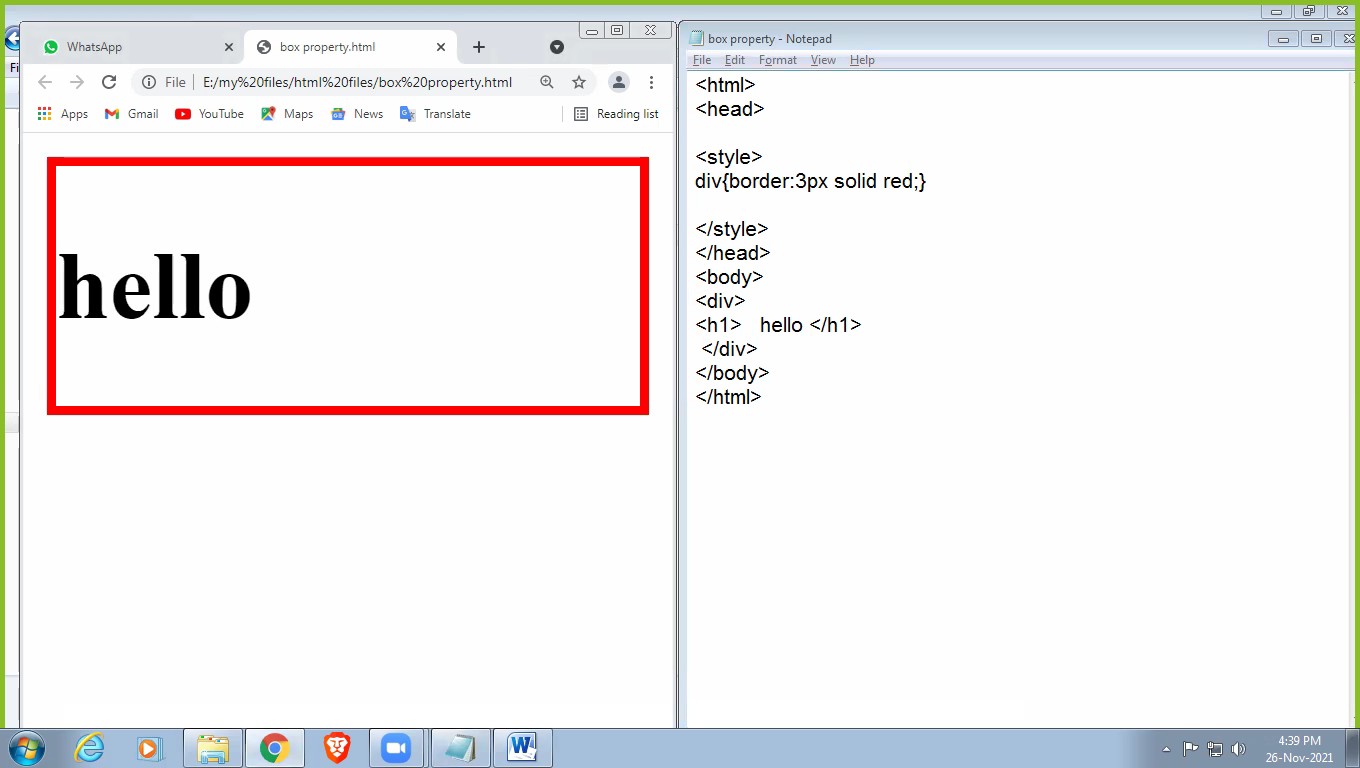 WhatsApp
box property.html
File
E:/my%20files/html%20files/box%20property.html
Apps
Gmail
YouTube
Maps
News
Translate
Reading list
hello
Fi
box property - Notepad
File Edit Format View Help
<html>
<head>
<style>
div{border:3px solid red;}
</style>
</head>
<body>
<div>
<h1>   hello </h1>
</div>
</body>
</html>
4:39 PM
26-Nov-2021